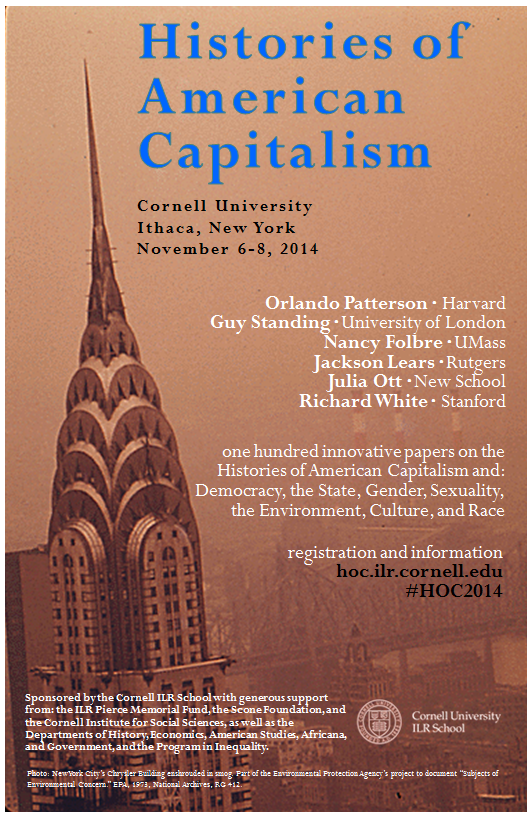 Histories of
American
Capitalism
Cornell University
Ithaca, New York
November 6-8, 2014
Orlando Patterson · Harvard
Guy Standing · University of London
Nancy Folbre · UMass
Jackson Lears · Rutgers
Julia Ott · New School
Richard White · Stanford
one hundred innovative papers on the
Histories of American Capitalism and:
Democracy, the State, Gender, Sexuality,
the Environment, Culture, and Race
registration and information
hoc.ilr.cornell.edu
#HOC2014
Sponsored by the Cornell ILR School with generous support
from: the ILR Pierce Memorial Fund, the Scone Foundation, and
the Cornell Institute for Social Sciences, as well as the
Departments of History, Economics, American Studies, Africana,
and Government, and the Program in Inequality.
Cornell University
ILR School
Photo: New York City's Chrysler Building enshrouded in smog. Part of the Environmental Protection Agency's project to document "Subjects of
Environmental Concern." EPA, 1973, National Archives, RG 412.